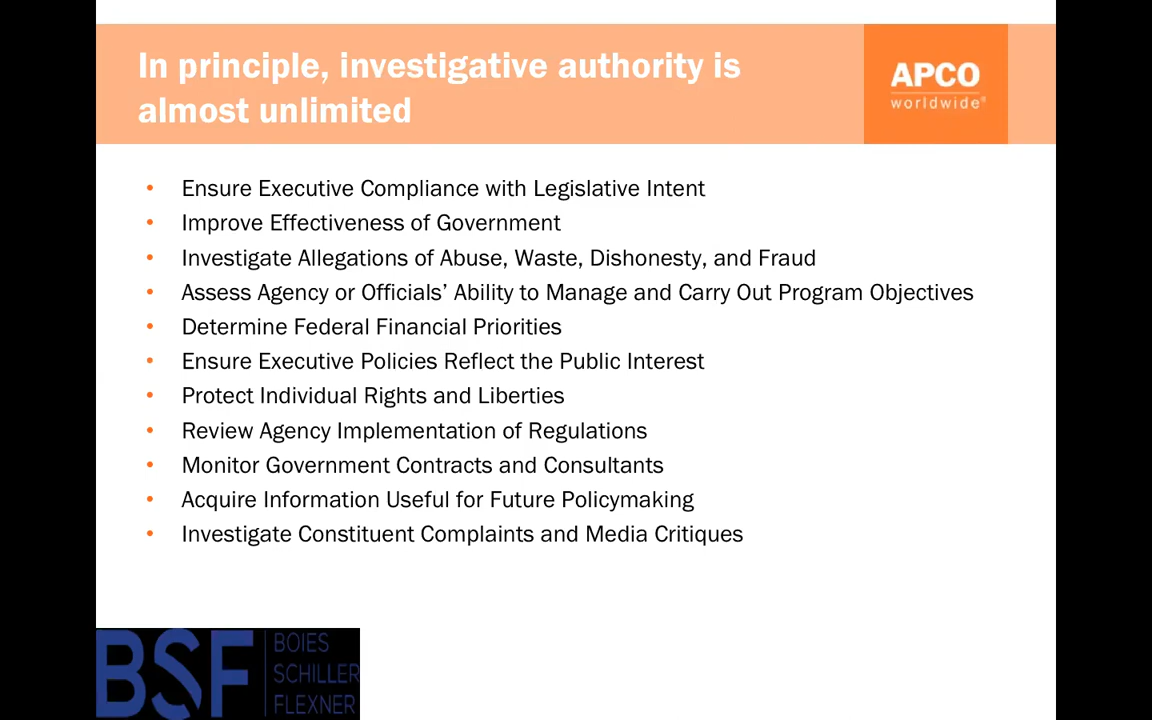 In principle, investigative authority is
almost unlimited
APCO
worldwide®
• Ensure Executive Compliance with Legislative Intent
• Improve Effectiveness of Government
• Investigate Allegations of Abuse, Waste, Dishonesty, and Fraud
• Assess Agency or Officials’ Ability to Manage and Carry Out Program Objectives
• Determine Federal Financial Priorities
• Ensure Executive Policies Reflect the Public Interest
• Protect Individual Rights and Liberties
• Review Agency Implementation of Regulations
• Monitor Government Contracts and Consultants
• Acquire Information Useful for Future Policymaking
• Investigate Constituent Complaints and Media Critiques
BSF
BOIES
SCHILLER
FLEXNER